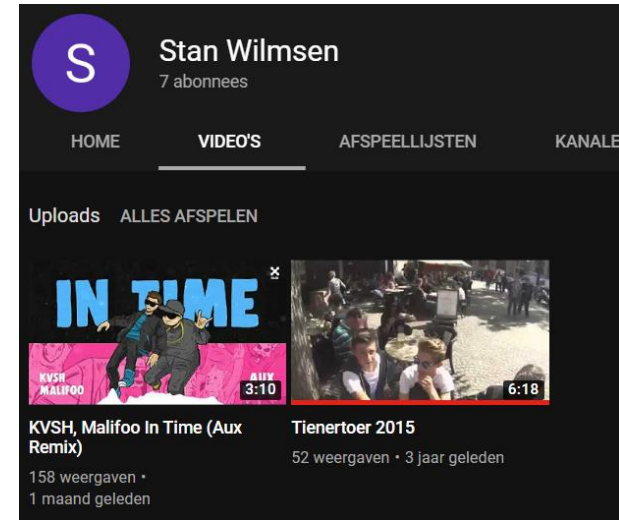 S
Stan Wilmsen
7 abonnees
HOME VIDEO'S AFSPEELLIJSTEN KANALE
Uploads ALLES AFSPELEN
IN TIME
KVSH
MALIFOO
AUX
REMIX
3:10
6:18
KVSH, Malifoo In Time (Aux
Remix)
158 weergaven •
1 maand geleden
Tienertoer 2015
52 weergaven • 3 jaar geleden